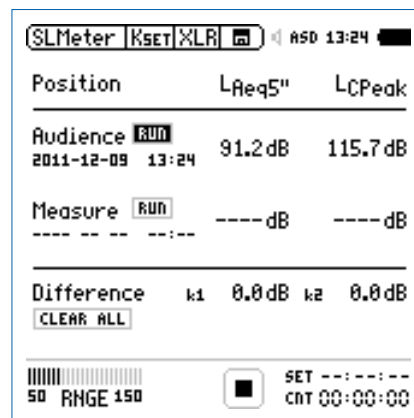 SLMeter KSET XLR ASD 13:24
Position LAeq5" LCPeak
Audience RUN 91.2dB 115.7dB
2011-12-09 13:24
Measure RUN ----dB ----dB
---- -- -- --:--
Difference k1 0.0dB k2 0.0dB
CLEAR ALL
50 RNGE 150
SET --:--:--
CNT 00:00:00